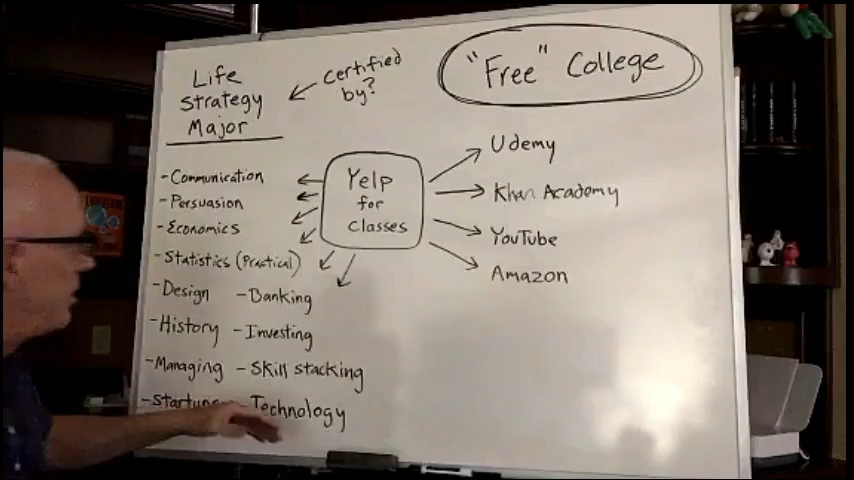 Life
Strategy
Major
certified
by?
"Free" College
-Communication
-Persuasion
-Economics
-Statistics (Practical)
-Design
-Banking
-History
-Investing
-Managing
-Skill stacking
-Technology
Yelp
for
classes
Udemy
Khan Academy
YouTube
Amazon